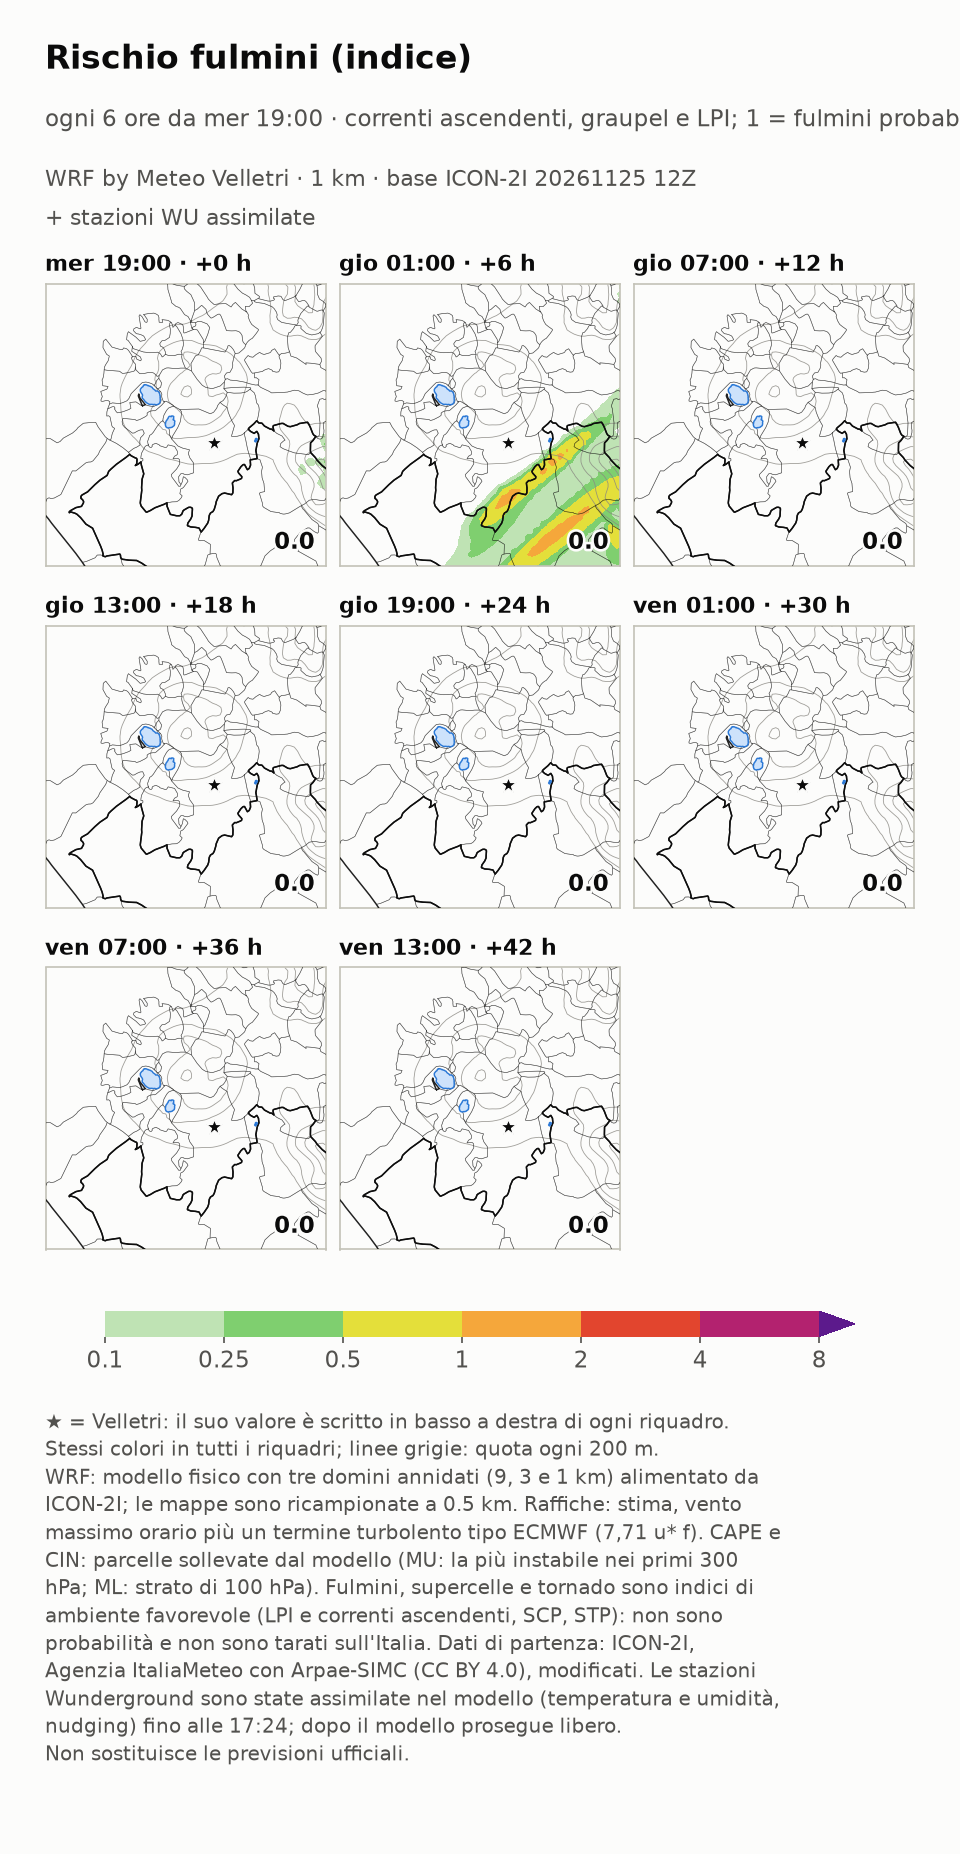 Rischio fulmini (indice)
ogni 6 ore da mer 19:00 · correnti ascendenti, graupel e LPI; 1 = fulmini probab
WRF by Meteo Velletri · 1 km · base ICON-2I 20261125 12Z
+ stazioni WU assimilate
mer 19:00 · +0 h
gio 01:00 · +6 h
gio 07:00 · +12 h
0.0
0.0
0.0
gio 13:00 · +18 h
gio 19:00 · +24 h
ven 01:00 · +30 h
0.0
0.0
0.0
ven 07:00 · +36 h
ven 13:00 · +42 h
0.0
0.0
0.1 0.25 0.5 1 2 4 8
★ = Velletri: il suo valore è scritto in basso a destra di ogni riquadro.
Stessi colori in tutti i riquadri; linee grigie: quota ogni 200 m.
WRF: modello fisico con tre domini annidati (9, 3 e 1 km) alimentato da
ICON-2I; le mappe sono ricampionate a 0.5 km. Raffiche: stima, vento
massimo orario più un termine turbolento tipo ECMWF (7,71 u* f). CAPE e
CIN: parcelle sollevate dal modello (MU: la più instabile nei primi 300
hPa; ML: strato di 100 hPa). Fulmini, supercelle e tornado sono indici di
ambiente favorevole (LPI e correnti ascendenti, SCP, STP): non sono
probabilità e non sono tarati sull'Italia. Dati di partenza: ICON-2I,
Agenzia ItaliaMeteo con Arpae-SIMC (CC BY 4.0), modificati. Le stazioni
Wunderground sono state assimilate nel modello (temperatura e umidità,
nudging) fino alle 17:24; dopo il modello prosegue libero.
Non sostituisce le previsioni ufficiali.